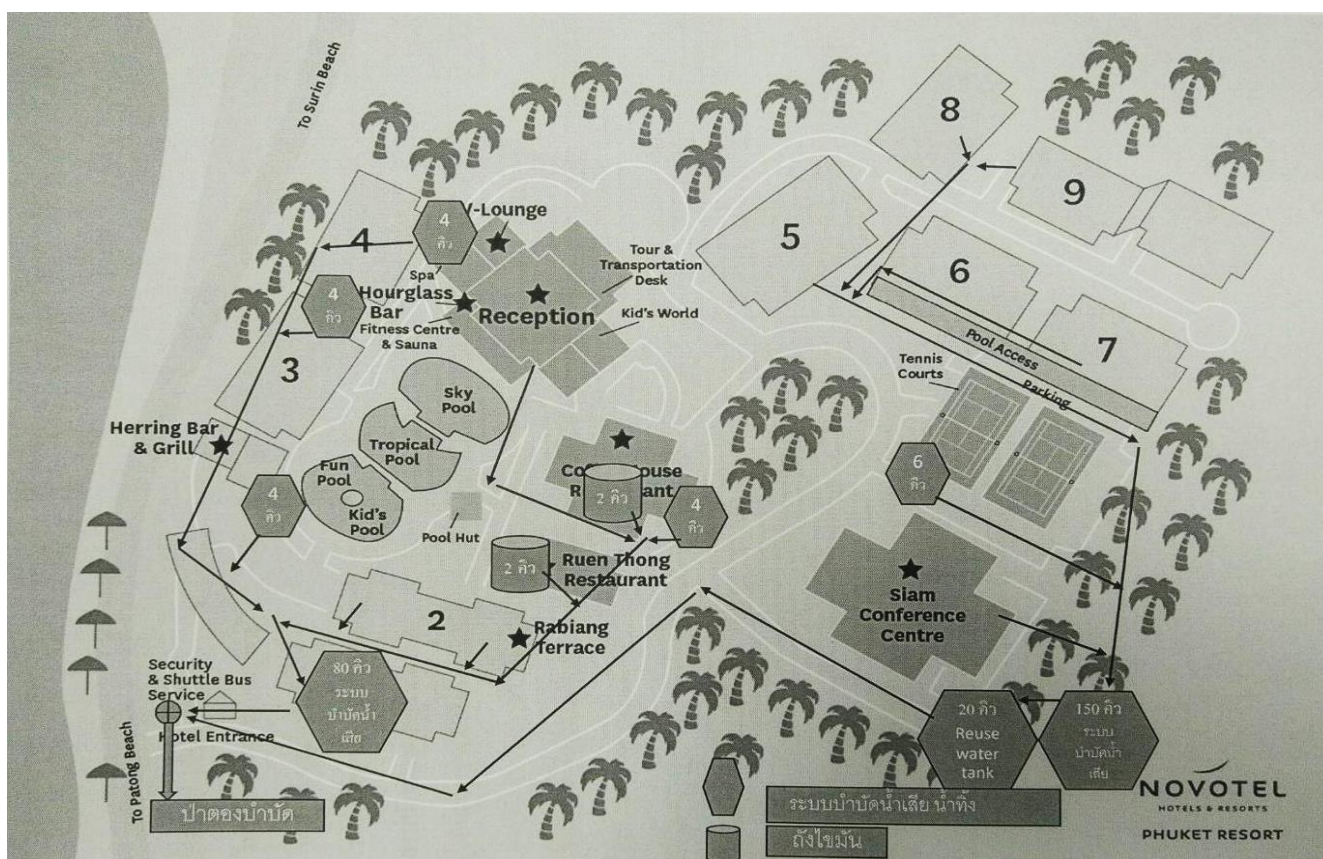 To Surin Beach
8
9
5
6
7
4
คิว
V-Lounge
4
Spa
Tour &
Transportation
Desk
Hourglass
Bar
Reception
Kid's World
Fitness Centre
& Sauna
4
คิว
3
Pool Access
Parking
Tennis
Courts
Sky
Pool
Herring Bar
& Grill
Tropical
Pool
Fun
Pool
Kid's
Pool
4
คิว
2 คิว
4
คิว
6
คิว
Pool Hut
2 คิว
Ruen Thong
Restaurant
Siam
Conference
Centre
2
Rabiang
Terrace
Security
& Shuttle Bus
Service
80 คิว
ระบบ
บำบัดน้ำ
เสีย
Hotel Entrance
20 คิว
Reuse
water
tank
150 คิว
ระบบ
บำบัดน้ำ
เสีย
To Patong Beach
ป่าตองบำบัด
ระบบบำบัดน้ำเสีย น้ำทิ้ง
ถังไขมัน
NOVOTEL
HOTELS & RESORTS
PHUKET RESORT